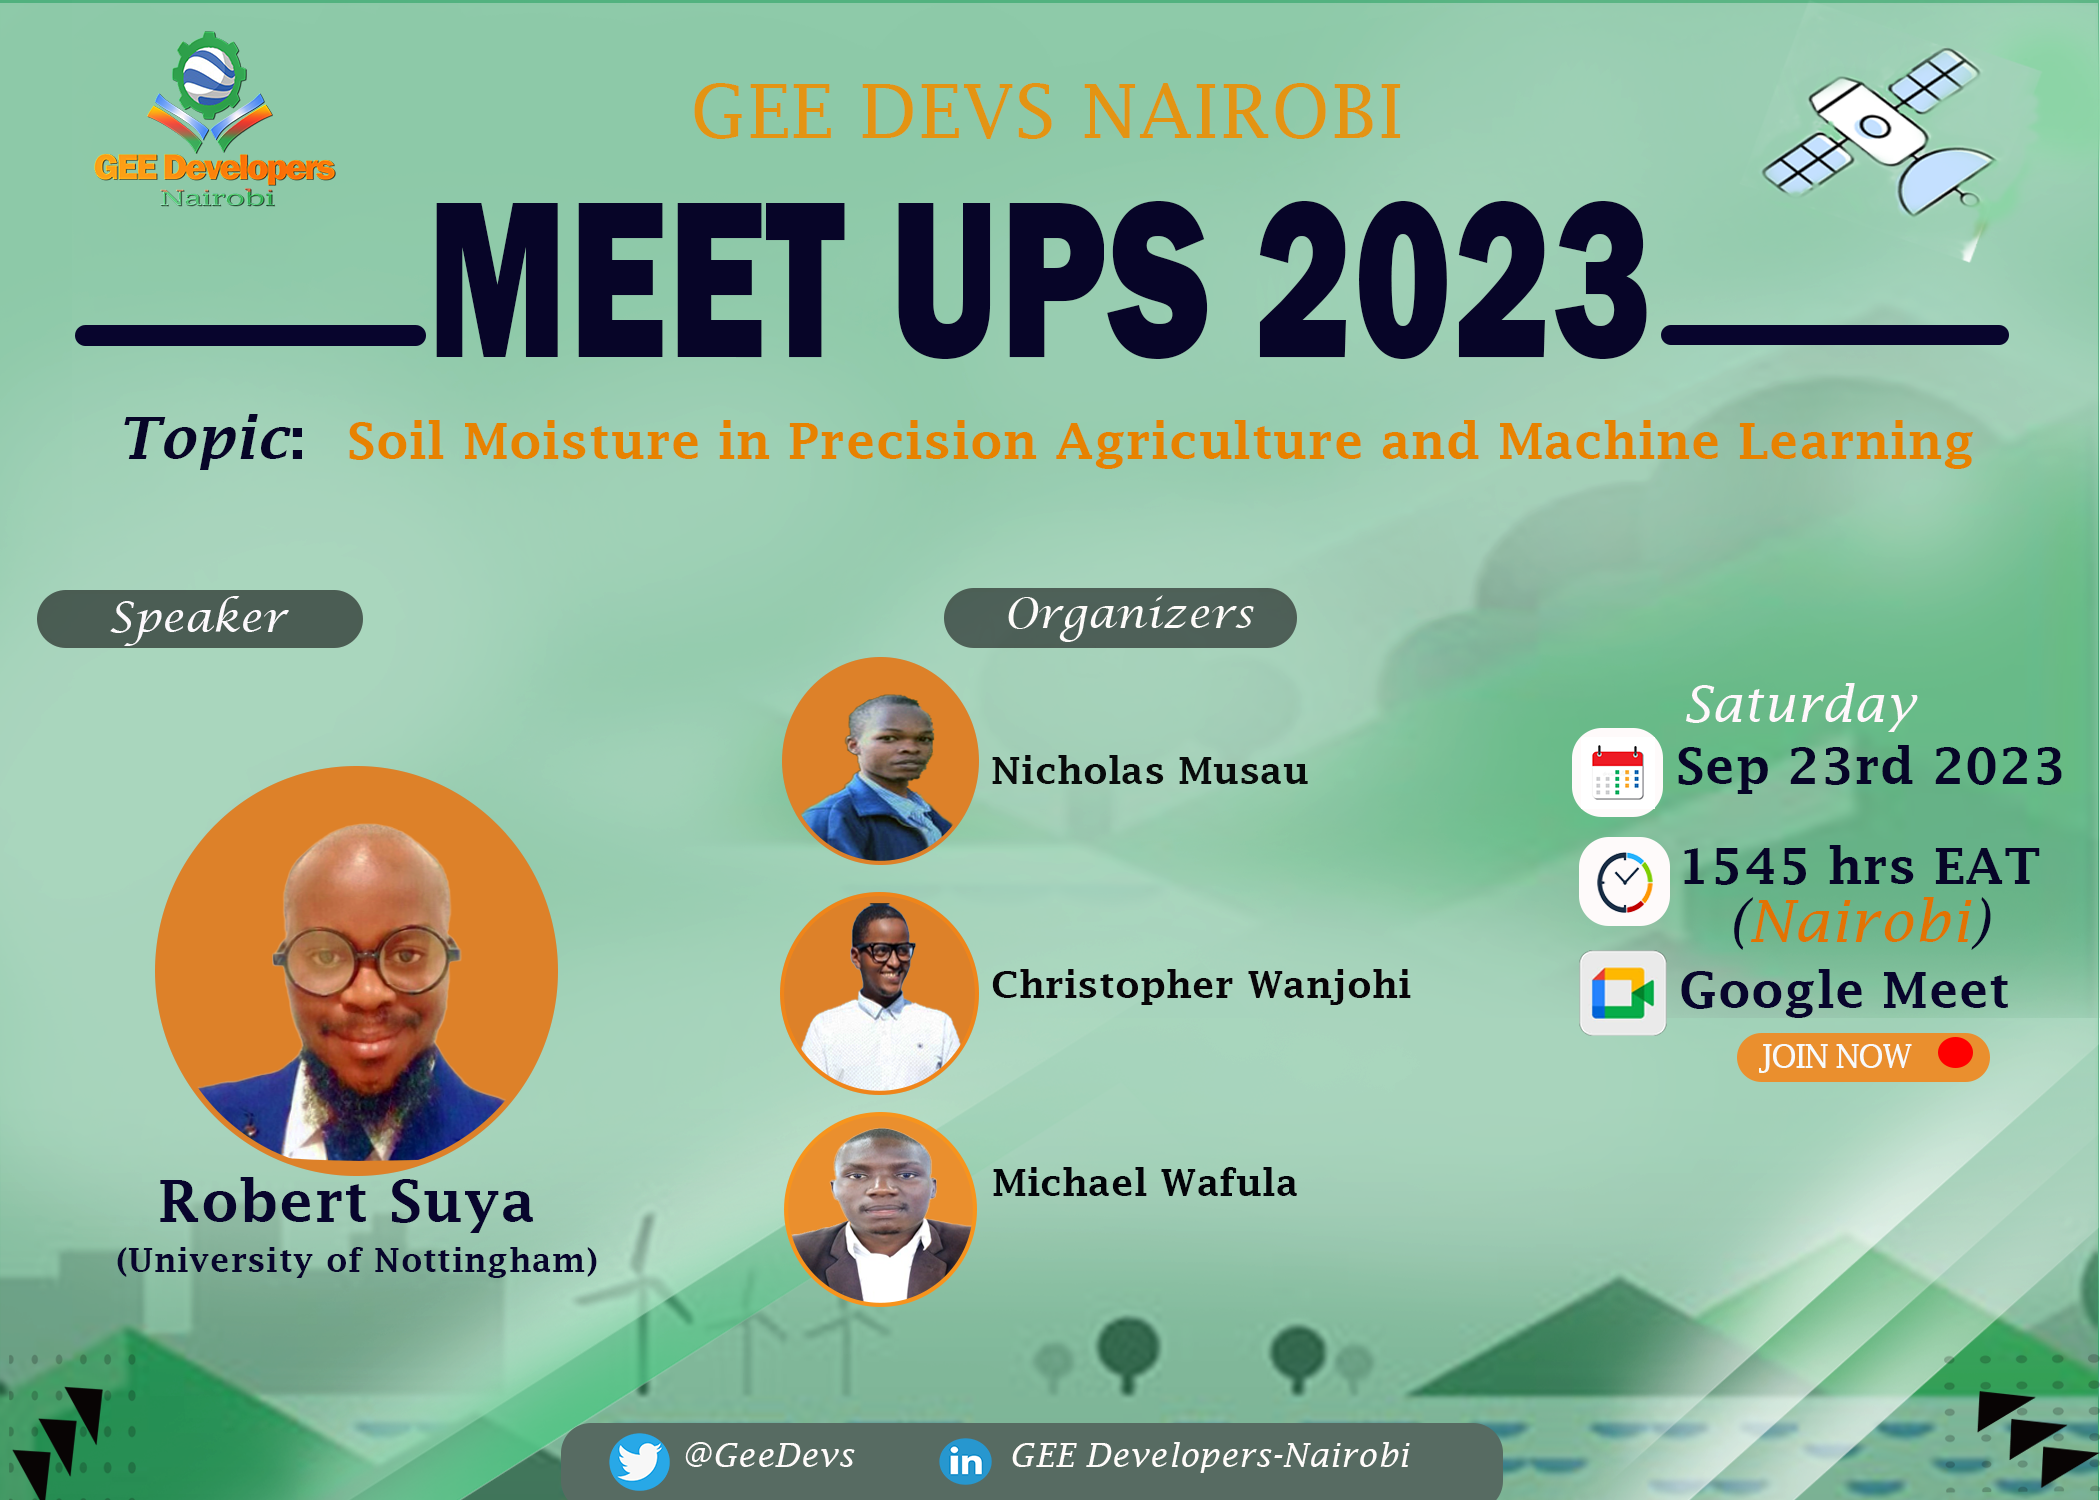 GEE Developers
Nairobi
GEE DEVS NAIROBI
MEET UPS 2023
Topic: Soil Moisture in Precision Agriculture and Machine Learning
Speaker
Robert Suya
(University of Nottingham)
Organizers
Nicholas Musau
Christopher Wanjohi
Michael Wafula
Saturday
Sep 23rd 2023
1545 hrs EAT
(Nairobi)
Google Meet
JOIN NOW
@GeeDevs
in GEE Developers-Nairobi